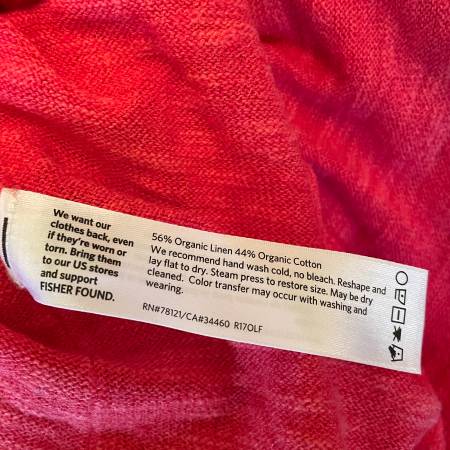 We want our
clothes back, even
if they're worn or
torn. Bring them
to our US stores
and support
FISHER FOUND.
56% Organic Linen 44% Organic Cotton
We recommend hand wash cold, no bleach. Reshape and
lay flat to dry. Steam press to restore size. May be dry
cleaned. Color transfer may occur with washing and
wearing.
RN#78121/CA#34460 R17OLF